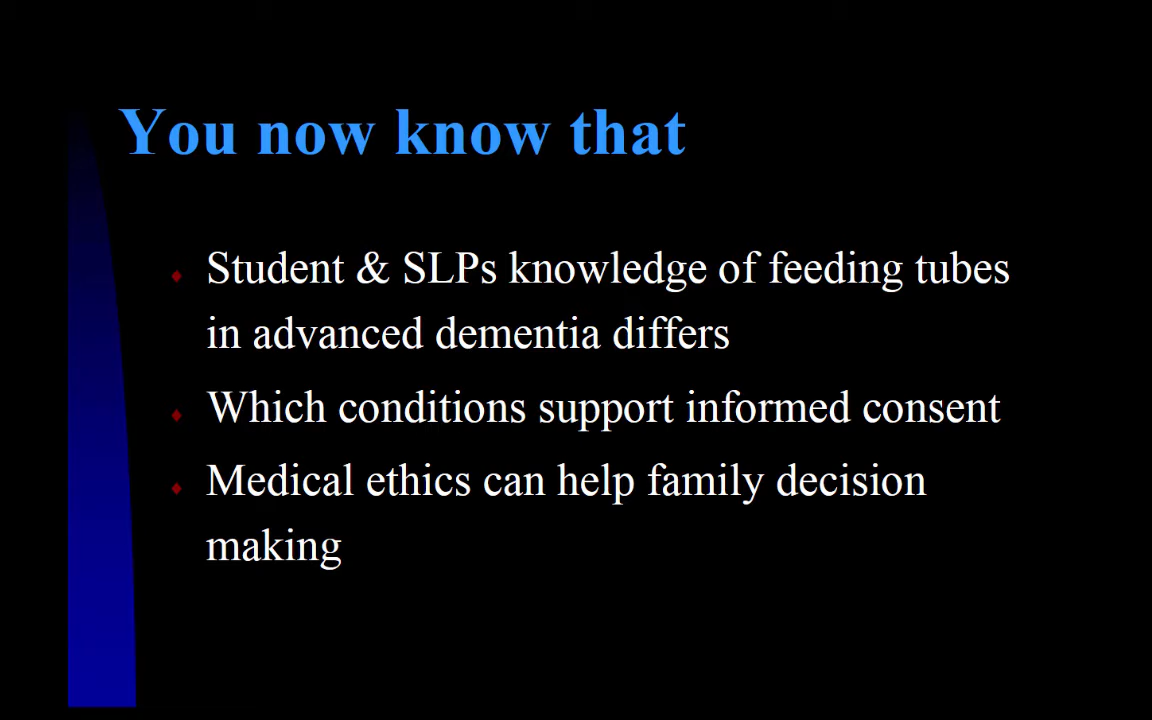 You now know that
Student & SLPs knowledge of feeding tubes
in advanced dementia differs
Which conditions support informed consent
Medical ethics can help family decision
making